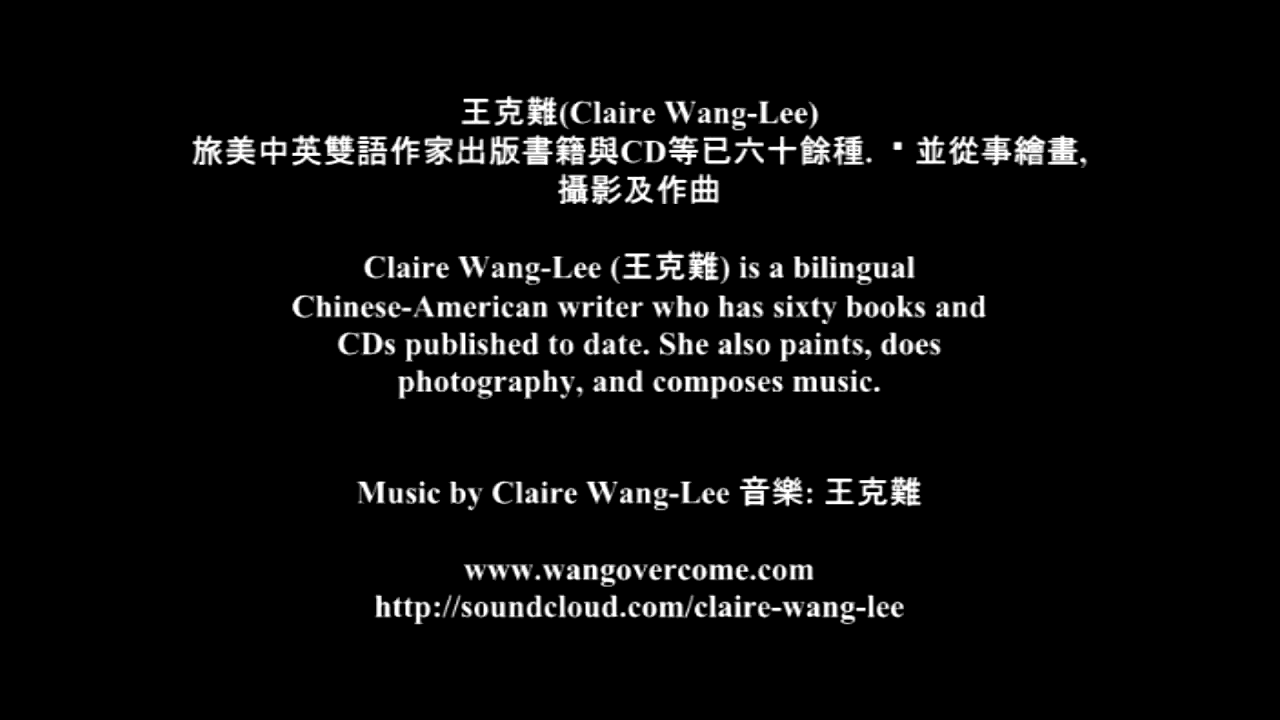 王克難(Claire Wang-Lee)
旅美中英雙語作家出版書籍與CD等已六十餘種. ▪ 並從事繪畫,
攝影及作曲
Claire Wang-Lee (王克難) is a bilingual
Chinese-American writer who has sixty books and
CDs published to date. She also paints, does
photography, and composes music.
Music by Claire Wang-Lee 音樂: 王克難
www.wangovercome.com
http://soundcloud.com/claire-wang-lee